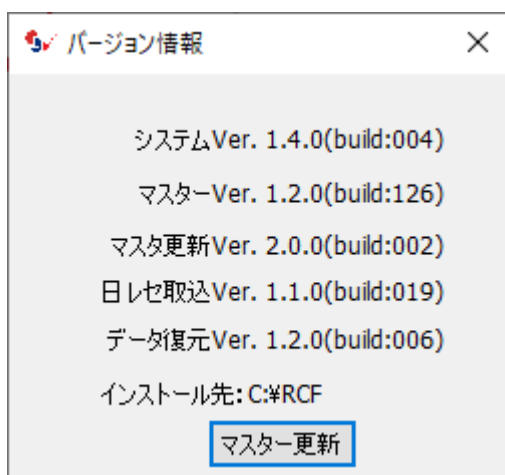 バージョン情報
システムVer. 1.4.0(build:004)
マスターVer. 1.2.0(build:126)
マスタ更新Ver. 2.0.0(build:002)
日レセ取込Ver. 1.1.0(build:019)
データ復元Ver. 1.2.0(build:006)
インストール先: C:¥RCF
マスター更新